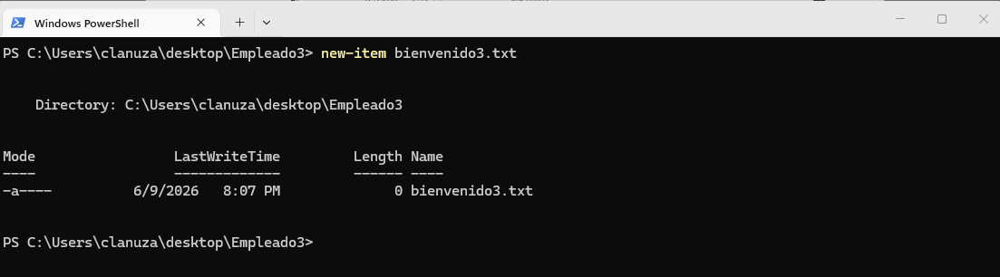 Windows PowerShell
PS C:\Users\clanuza\desktop\Empleado3> new-item bienvenido3.txt
Directory: C:\Users\clanuza\desktop\Empleado3
Mode LastWriteTime Length Name
---- ------------- ------ ----
-a---- 6/9/2026 8:07 PM 0 bienvenido3.txt
PS C:\Users\clanuza\desktop\Empleado3>